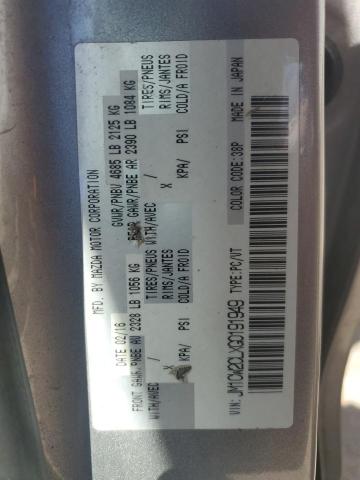 MFD. BY MAZDA MOTOR CORPORATION
DATE 02/16 GVWR/PNBV 4685 LB 2125 KG
FRONT GAWR/PNBE AV 2328 LB 1056 KG REAR GAWR/PNBE AR 2390 LB 1084 KG
WITH/AVEC / TIRES/PNEUS WITH/AVEC / TIRES/PNEUS
X RIMS/JANTES X RIMS/JANTES
KPA/ PSI COLD/A FROID KPA/ PSI COLD/A FROID
MADE IN JAPAN
VIN: TYPE:PC/VT COLOR CODE:38P